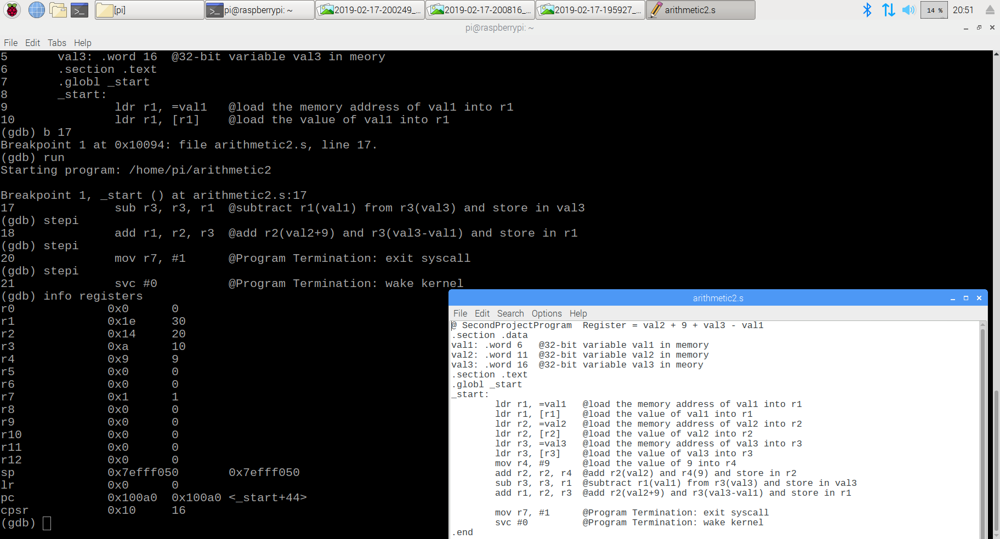 [pi]
pi@raspberrypi: ~
2019-02-17-200249_...
2019-02-17-200816_...
2019-02-17-195927_...
arithmetic2.s
14 %
20:51
pi@raspberrypi: ~
File Edit Tabs Help
5       val3: .word 16  @32-bit variable val3 in meory
6       .section .text
7       .globl _start
8       _start:
9               ldr r1, =val1   @load the memory address of val1 into r1
10              ldr r1, [r1]    @load the value of val1 into r1
(gdb) b 17
Breakpoint 1 at 0x10094: file arithmetic2.s, line 17.
(gdb) run
Starting program: /home/pi/arithmetic2
Breakpoint 1, _start () at arithmetic2.s:17
17              sub r3, r3, r1  @subtract r1(val1) from r3(val3) and store in val3
(gdb) stepi
18              add r1, r2, r3  @add r2(val2+9) and r3(val3-val1) and store in r1
(gdb) stepi
20              mov r7, #1      @Program Termination: exit syscall
(gdb) stepi
21              svc #0          @Program Termination: wake kernel
(gdb) info registers
r0             0x0      0
r1             0x1e     30
r2             0x14     20
r3             0xa      10
r4             0x9      9
r5             0x0      0
r6             0x0      0
r7             0x1      1
r8             0x0      0
r9             0x0      0
r10            0x0      0
r11            0x0      0
r12            0x0      0
sp             0x7efff050       0x7efff050
lr             0x0      0
pc             0x100a0  0x100a0 <_start+44>
cpsr           0x10     16
(gdb)
arithmetic2.s
File Edit Search Options Help
@ SecondProjectProgram  Register = val2 + 9 + val3 - val1
.section .data
val1: .word 6   @32-bit variable val1 in memory
val2: .word 11  @32-bit variable val2 in memory
val3: .word 16  @32-bit variable val3 in meory
.section .text
.globl _start
_start:
        ldr r1, =val1   @load the memory address of val1 into r1
        ldr r1, [r1]    @load the value of val1 into r1
        ldr r2, =val2   @load the memory address of val2 into r2
        ldr r2, [r2]    @load the value of val2 into r2
        ldr r3, =val3   @load the memory address of val3 into r3
        ldr r3, [r3]    @load the value of val3 into r3
        mov r4, #9      @load the value of 9 into r4
        add r2, r2, r4  @add r2(val2) and r4(9) and store in r2
        sub r3, r3, r1  @subtract r1(val1) from r3(val3) and store in val3
        add r1, r2, r3  @add r2(val2+9) and r3(val3-val1) and store in r1
        mov r7, #1      @Program Termination: exit syscall
        svc #0          @Program Termination: wake kernel
.end